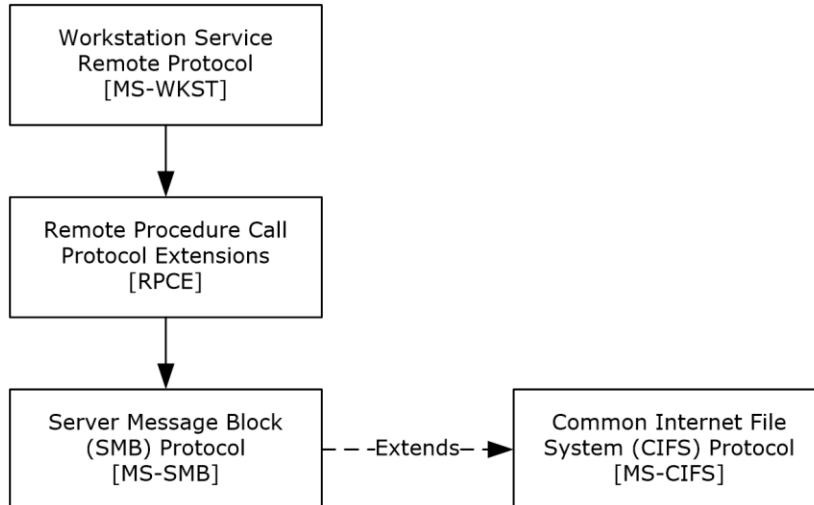 Workstation Service
Remote Protocol
[MS-WKST]
Remote Procedure Call
Protocol Extensions
[RPCE]
Server Message Block
(SMB) Protocol
[MS-SMB]
Extends
Common Internet File
System (CIFS) Protocol
[MS-CIFS]